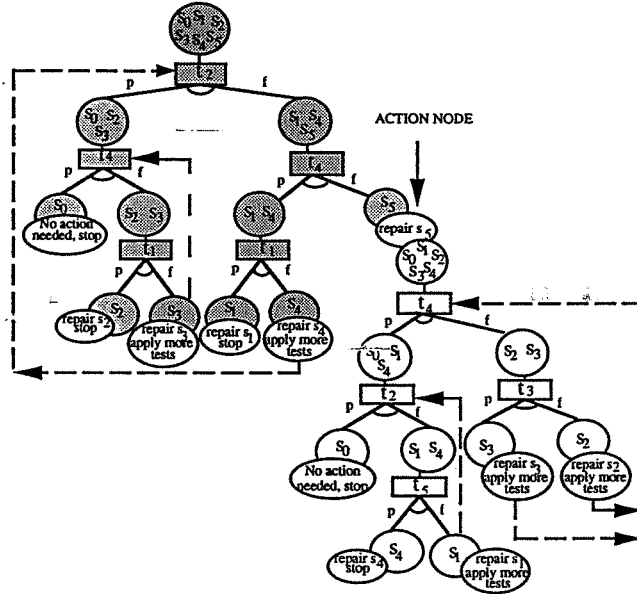 S0 S1 S2
S3 S4 S5
t2
p f
S0 S2
S3
S1 S4
S5
ACTION NODE
t4
t4
p f
p f
S0
No action
needed, stop
S2 S3
S1 S4
S5
repair s5
S1
S0 S2
S3 S4
t1
t1
t4
p f
p f
p f
S2
repair s2
stop
S3
repair s3
apply more
tests
S1
repair s1
stop
S4
repair s4
apply more
tests
S0 S1
S4
S2 S3
t2
t3
p f
p f
S0
No action
needed, stop
S1 S4
S3
repair s3
apply more
tests
S2
repair s2
apply more
tests
t5
p f
S4
repair s4
stop
S1
repair s1
apply more
tests